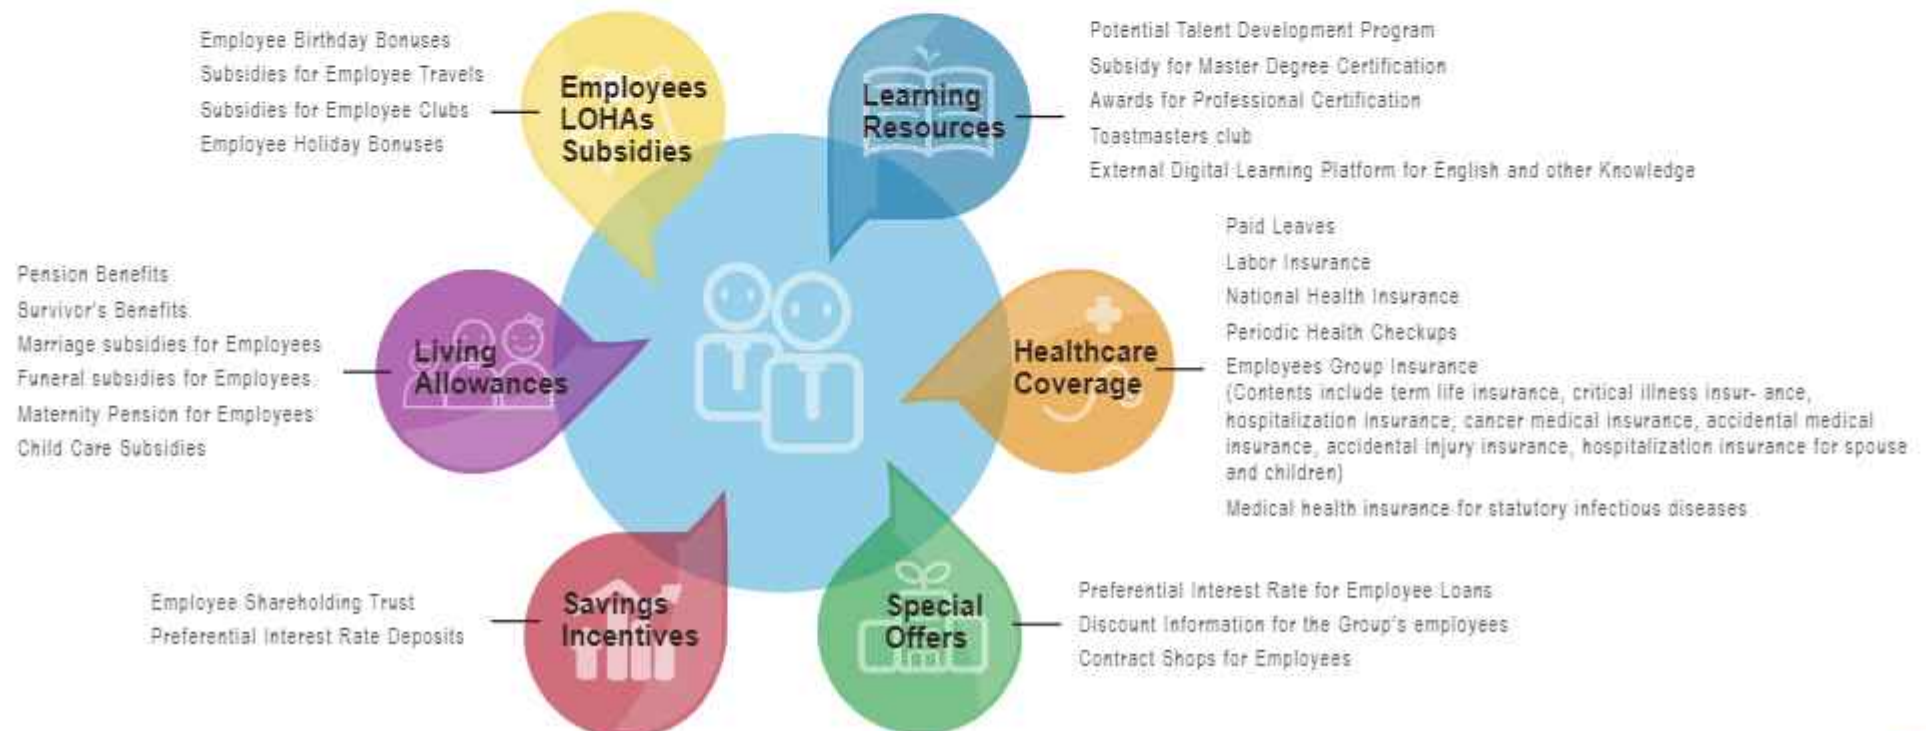 Employee Birthday Bonuses
Subsidies for Employee Travels
Subsidies for Employee Clubs
Employee Holiday Bonuses
Employees
LOHAs
Subsidies
Learning
Resources
Potential Talent Development Program
Subsidy for Master Degree Certification
Awards for Professional Certification
Toastmasters club
External Digital Learning Platform for English and other Knowledge
Pension Benefits
Survivor's Benefits
Marriage subsidies for Employees
Funeral subsidies for Employees
Maternity Pension for Employees
Child Care Subsidies
Living
Allowances
Healthcare
Coverage
Paid Leaves
Labor Insurance
National Health Insurance
Periodic Health Checkups
Employees Group Insurance
(Contents include term life insurance, critical illness insur- ance,
hospitalization insurance, cancer medical insurance, accidental medical
insurance, accidental injury insurance, hospitalization insurance for spouse
and children)
Medical health insurance for statutory infectious diseases
Employee Shareholding Trust
Preferential Interest Rate Deposits
Savings
Incentives
Special
Offers
Preferential Interest Rate for Employee Loans
Discount Information for the Group's employees
Contract Shops for Employees